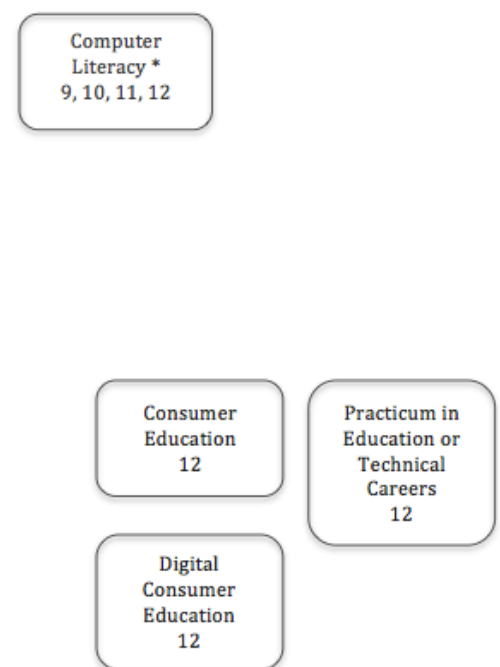 Computer
Literacy *
9, 10, 11, 12
Consumer
Education
12
Practicum in
Education or
Technical
Careers
12
Digital
Consumer
Education
12